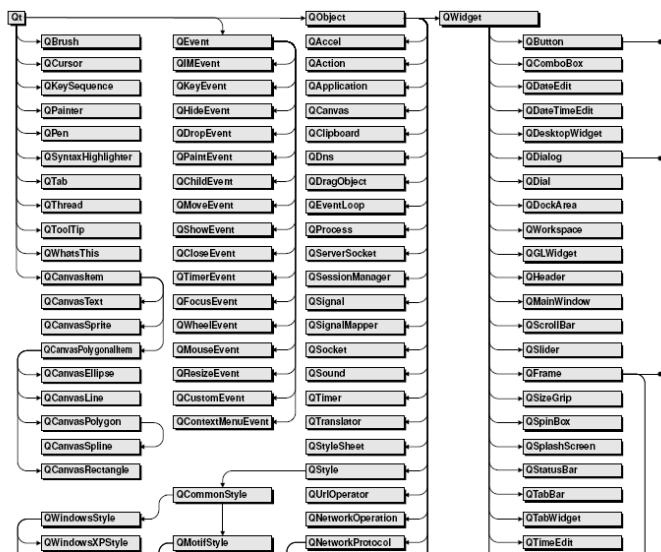 Qt
QObject
QWidget
QBrush
QEvent
QAccel
QButton
QCursor
QIMEvent
QAction
QComboBox
QKeySequence
QKeyEvent
QApplication
QDateEdit
QPainter
QHideEvent
QCanvas
QDateTimeEdit
QPen
QDropEvent
QClipboard
QDesktopWidget
QSyntaxHighlighter
QPaintEvent
QDns
QDialog
QTab
QChildEvent
QDragObject
QDial
QThread
QMoveEvent
QEventLoop
QDockArea
QToolTip
QShowEvent
QProcess
QWorkspace
QWhatsThis
QCloseEvent
QServerSocket
QGLWidget
QCanvasItem
QTimerEvent
QSessionManager
QHeader
QCanvasText
QFocusEvent
QSignal
QMainWindow
QCanvasSprite
QWheelEvent
QSignalMapper
QScrollBar
QCanvasPolygonalItem
QMouseEvent
QSocket
QSlider
QCanvasEllipse
QResizeEvent
QSound
QFrame
QCanvasLine
QCustomEvent
QTimer
QSizeGrip
QCanvasPolygon
QContextMenuEvent
QTranslator
QSpinBox
QCanvasSpline
QStyleSheet
QSplashScreen
QCanvasRectangle
QStyle
QStatusBar
QCommonStyle
QUrlOperator
QTabBar
QWindowsStyle
QNetworkOperation
QTabWidget
QWindowsXPStyle
QMotifStyle
QNetworkProtocol
QTimeEdit